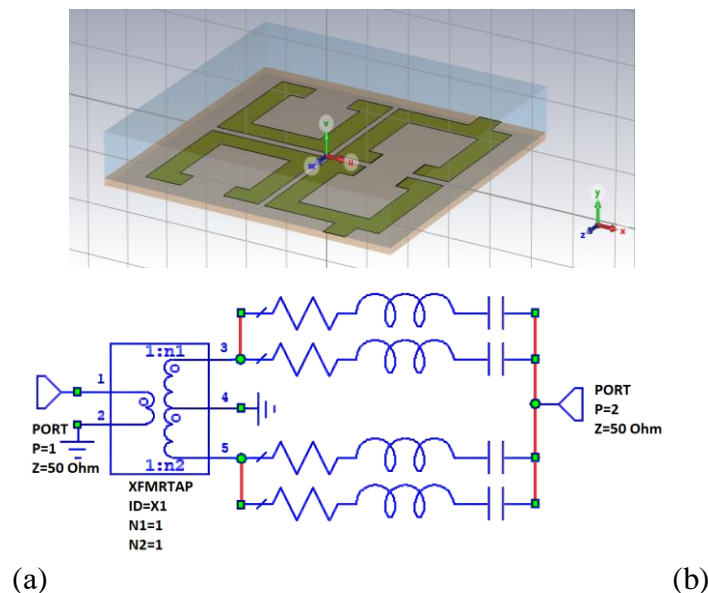 v
w
u
y
z
x
1:n1
3
1
4
2
5
1:n2
PORT
P=1
Z=50 Ohm
XFMRTAP
ID=X1
N1=1
N2=1
PORT
P=2
Z=50 Ohm
(a)
(b)